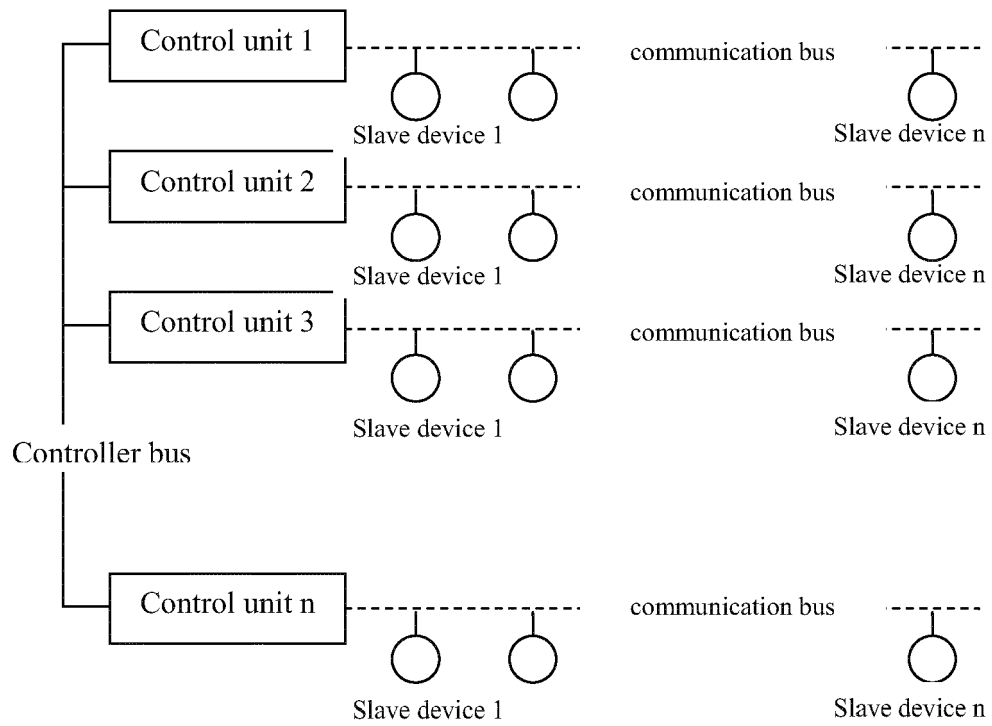 Control unit 1
communication bus
Slave device 1
Slave device n
Control unit 2
communication bus
Slave device 1
Slave device n
Control unit 3
communication bus
Slave device 1
Slave device n
Controller bus
Control unit n
communication bus
Slave device 1
Slave device n